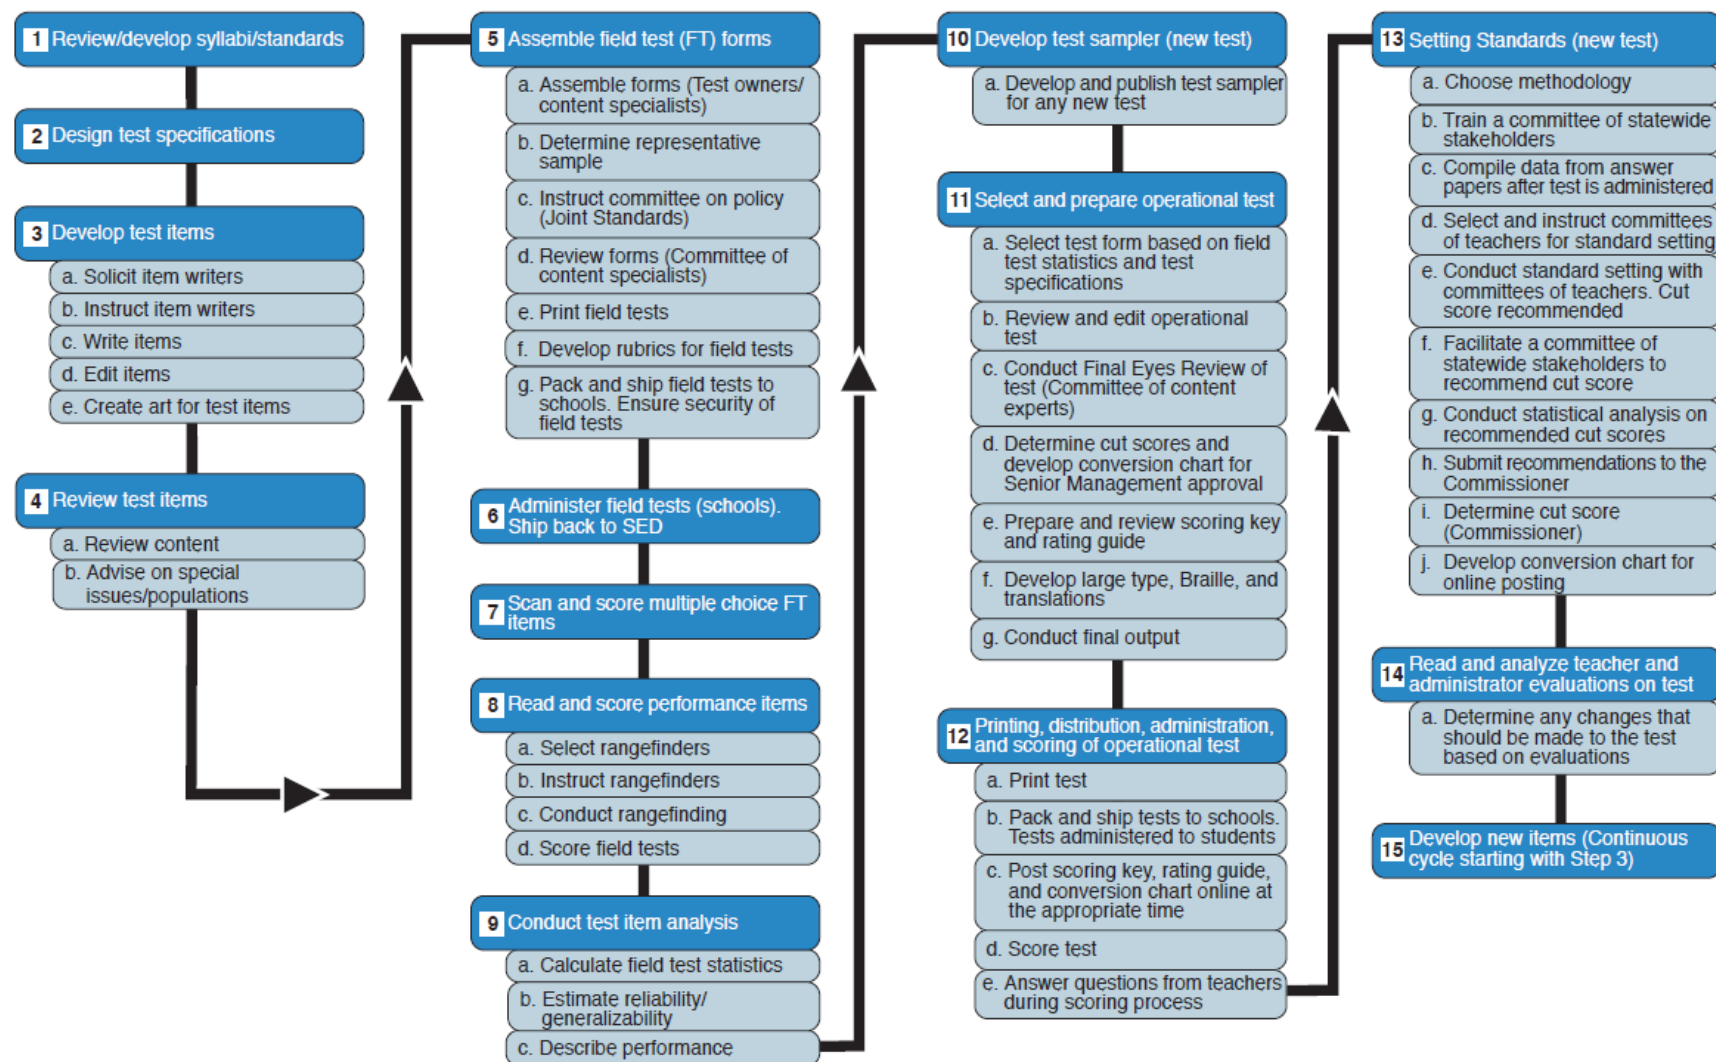 1 Review/develop syllabi/standards
2 Design test specifications
3 Develop test items
a. Solicit item writers
b. Instruct item writers
c. Write items
d. Edit items
e. Create art for test items
4 Review test items
a. Review content
b. Advise on special
issues/populations
5 Assemble field test (FT) forms
a. Assemble forms (Test owners/
content specialists)
b. Determine representative
sample
c. Instruct committee on policy
(Joint Standards)
d. Review forms (Committee of
content specialists)
e. Print field tests
f. Develop rubrics for field tests
g. Pack and ship field tests to
schools. Ensure security of
field tests
6 Administer field tests (schools).
Ship back to SED
7 Scan and score multiple choice FT
items
8 Read and score performance items
a. Select rangefinders
b. Instruct rangefinders
c. Conduct rangefinding
d. Score field tests
9 Conduct test item analysis
a. Calculate field test statistics
b. Estimate reliability/
generalizability
c. Describe performance
10 Develop test sampler (new test)
a. Develop and publish test sampler
for any new test
11 Select and prepare operational test
a. Select test form based on field
test statistics and test
specifications
b. Review and edit operational
test
c. Conduct Final Eyes Review of
test (Committee of content
experts)
d. Determine cut scores and
develop conversion chart for
Senior Management approval
e. Prepare and review scoring key
and rating guide
f. Develop large type, Braille, and
translations
g. Conduct final output
12 Printing, distribution, administration,
and scoring of operational test
a. Print test
b. Pack and ship tests to schools.
Tests administered to students
c. Post scoring key, rating guide,
and conversion chart online at
the appropriate time
d. Score test
e. Answer questions from teachers
during scoring process
13 Setting Standards (new test)
a. Choose methodology
b. Train a committee of statewide
stakeholders
c. Compile data from answer
papers after test is administered
d. Select and instruct committees
of teachers for standard setting
e. Conduct standard setting with
committees of teachers. Cut
score recommended
f. Facilitate a committee of
statewide stakeholders to
recommend cut score
g. Conduct statistical analysis on
recommended cut scores
h. Submit recommendations to the
Commissioner
i. Determine cut score
(Commissioner)
j. Develop conversion chart for
online posting
14 Read and analyze teacher and
administrator evaluations on test
a. Determine any changes that
should be made to the test
based on evaluations
15 Develop new items (Continuous
cycle starting with Step 3)